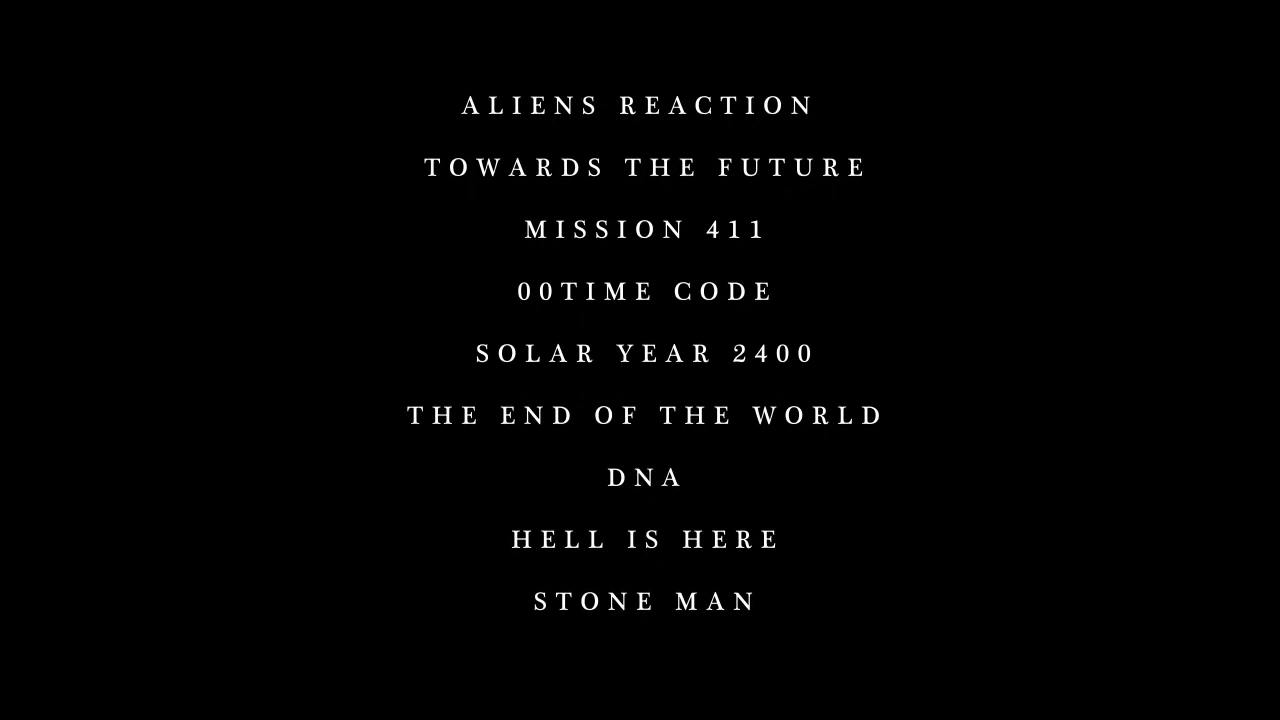 ALIENS REACTION
TOWARDS THE FUTURE
MISSION 411
00TIME CODE
SOLAR YEAR 2400
THE END OF THE WORLD
DNA
HELL IS HERE
STONE MAN